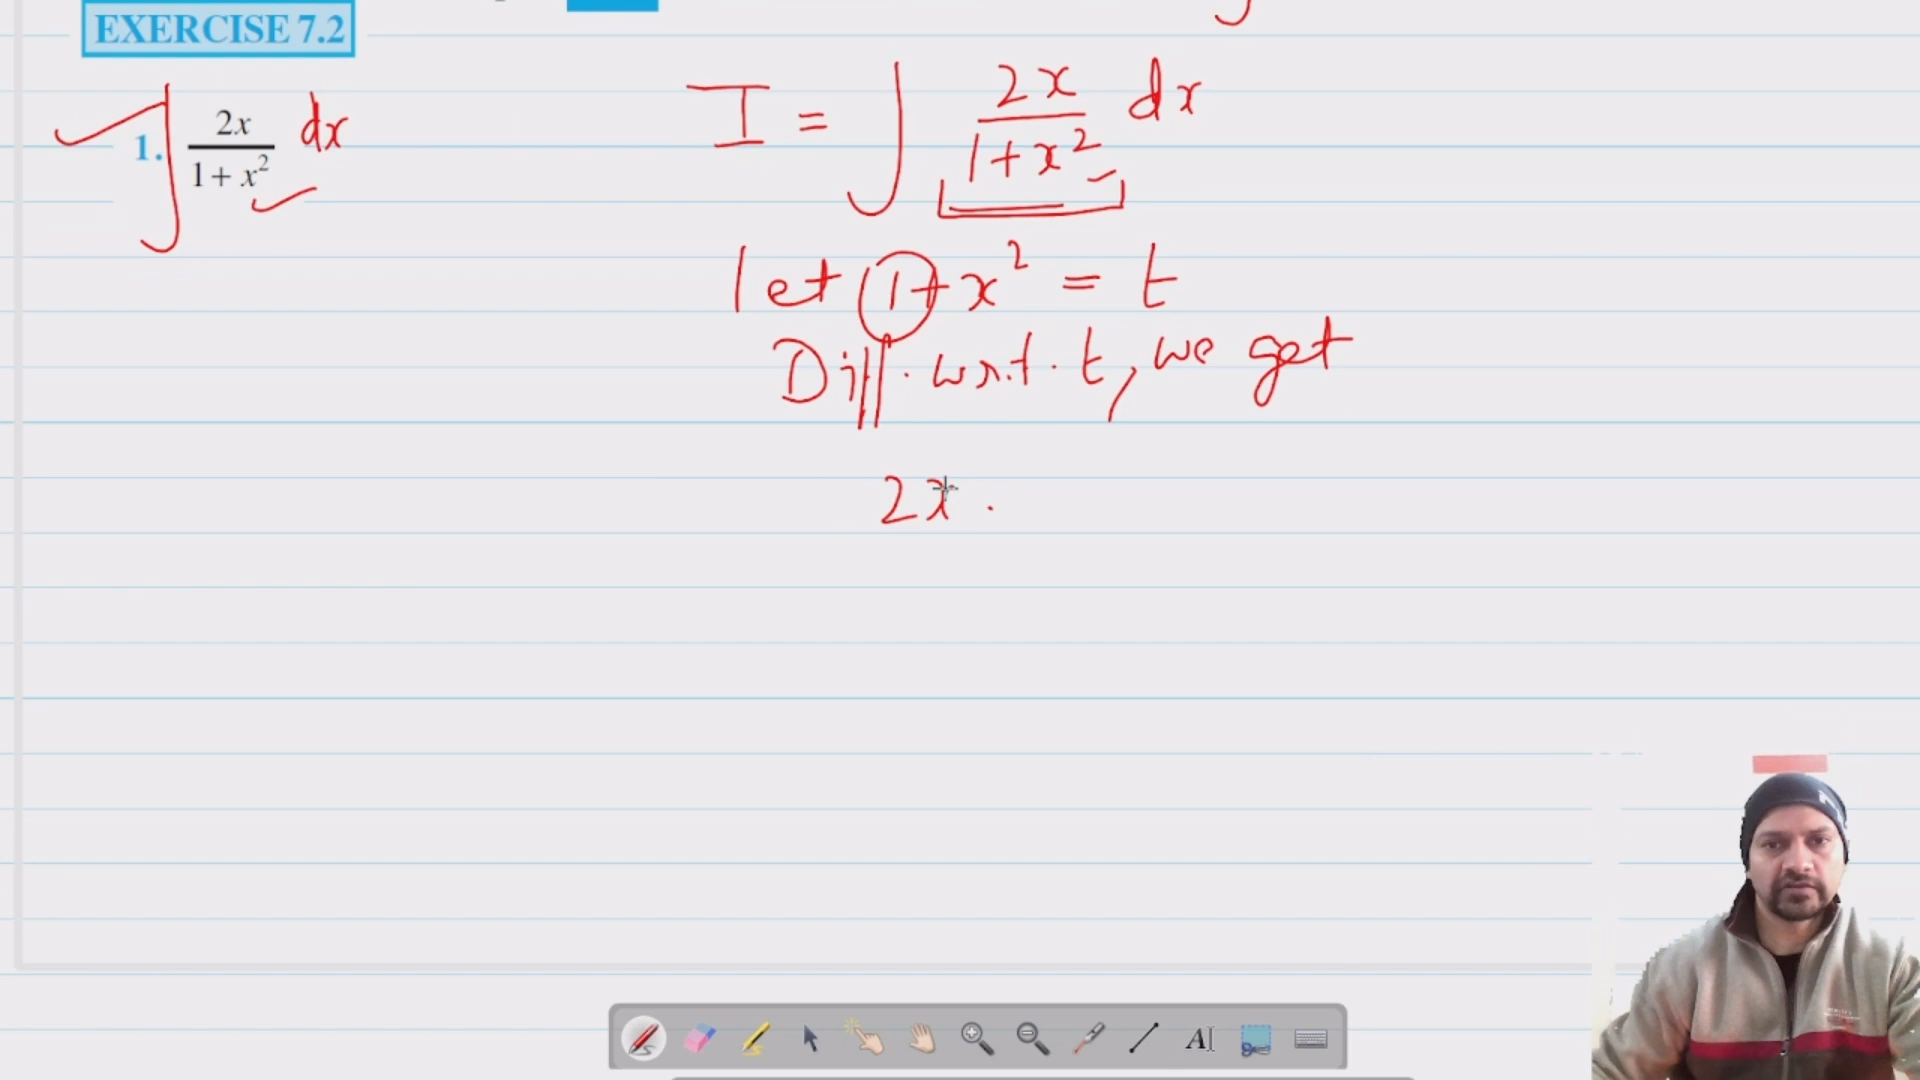 EXERCISE 7.2
1. ∫ 2x / 1 + x² dx
I = ∫ 2x / 1+x² dx
let 1+x² = t
Diff. w.r.t. t, we get
2x .
A